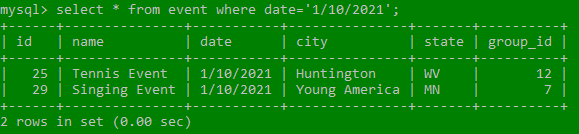 mysql> select * from event where date='1/10/2021';
+------+---------------+-----------+---------------+-------+----------+
| id   | name          | date      | city          | state | group_id |
+------+---------------+-----------+---------------+-------+----------+
|   25 | Tennis Event  | 1/10/2021 | Huntington    | WV    |       12 |
|   29 | Singing Event | 1/10/2021 | Young America | MN    |        7 |
+------+---------------+-----------+---------------+-------+----------+
2 rows in set (0.00 sec)